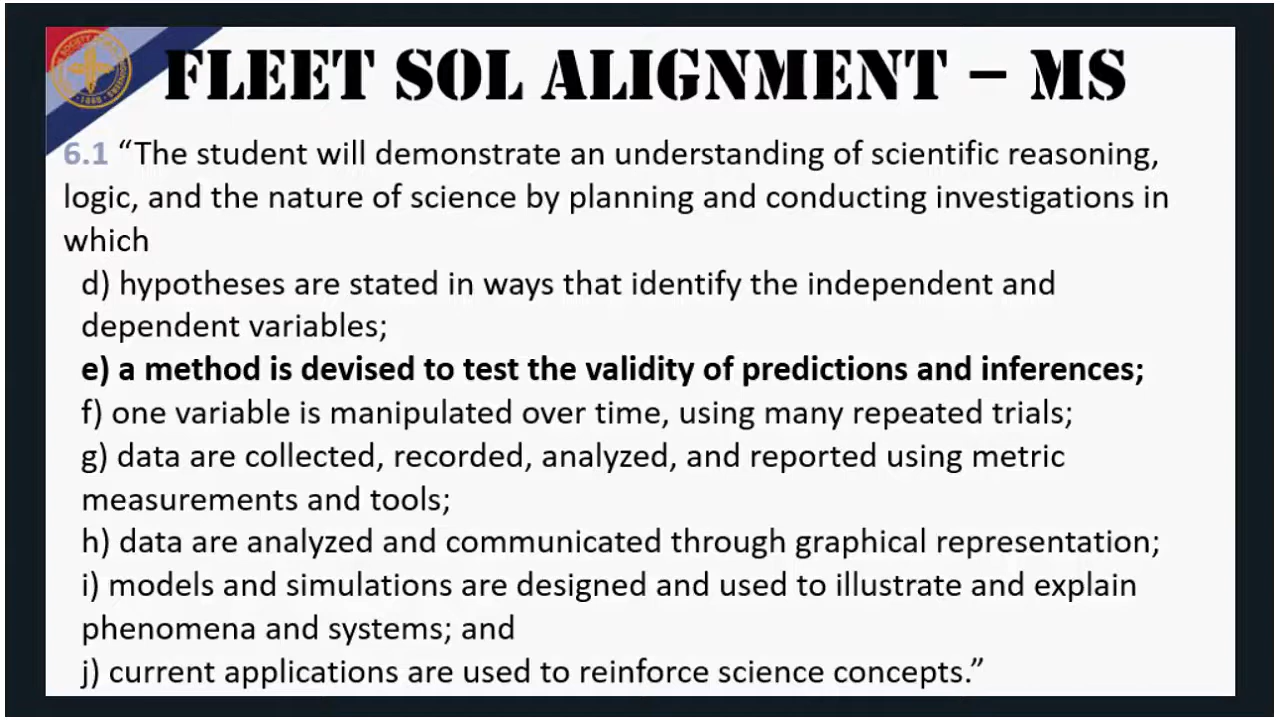 FLEET SOL ALIGNMENT – MS
6.1 “The student will demonstrate an understanding of scientific reasoning,
logic, and the nature of science by planning and conducting investigations in
which
d) hypotheses are stated in ways that identify the independent and
dependent variables;
e) a method is devised to test the validity of predictions and inferences;
f) one variable is manipulated over time, using many repeated trials;
g) data are collected, recorded, analyzed, and reported using metric
measurements and tools;
h) data are analyzed and communicated through graphical representation;
i) models and simulations are designed and used to illustrate and explain
phenomena and systems; and
j) current applications are used to reinforce science concepts.”